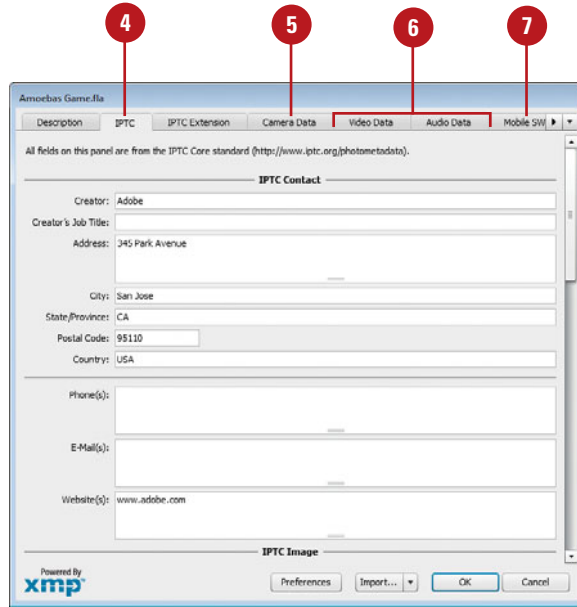 4 5 6 7
Amoebas Game.fla
Description IPTC IPTC Extension Camera Data Video Data Audio Data Mobile SW
All fields on this panel are from the IPTC Core standard (http://www.iptc.org/photometadata).
IPTC Contact
Creator: Adobe
Creator's Job Title:
Address: 345 Park Avenue
City: San Jose
State/Province: CA
Postal Code: 95110
Country: USA
Phone(s):
E-Mail(s):
Website(s): www.adobe.com
IPTC Image
Powered By
xmp Preferences Import... OK Cancel